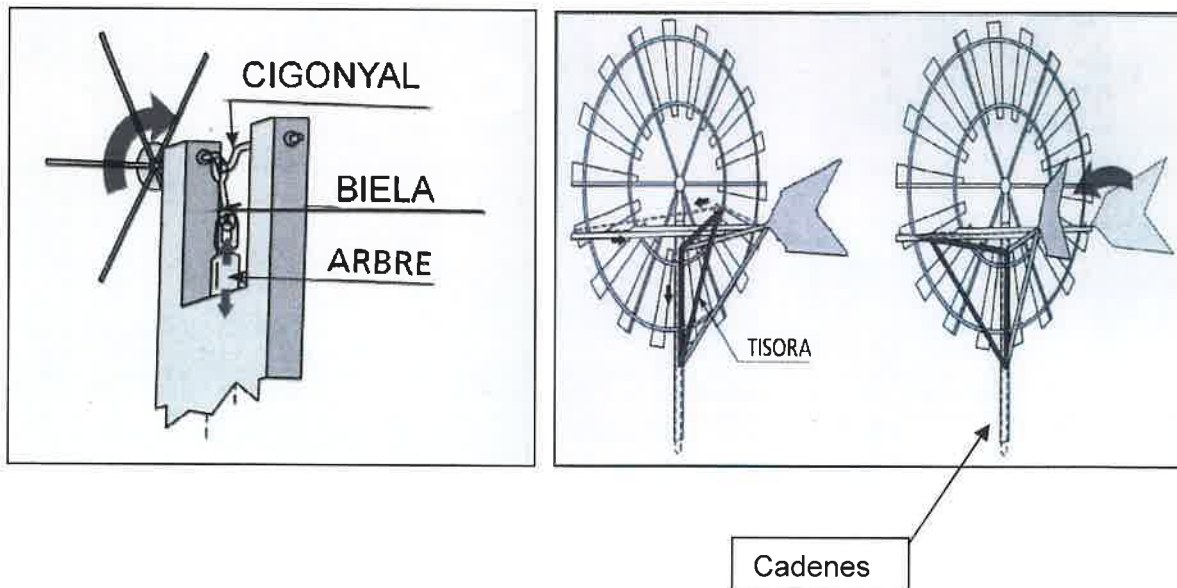 CIGONYAL
BIELA
ARBRE
TISORA
Cadenes